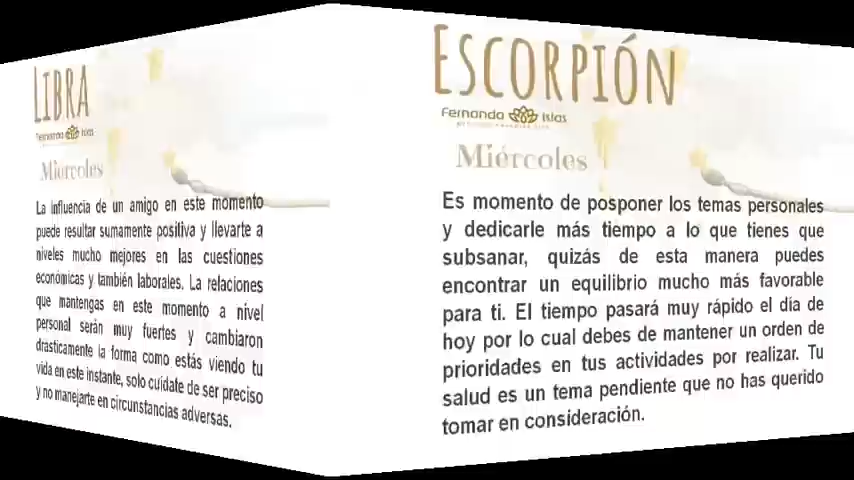 LIBRA
Fernanda Islas
Miércoles
La influencia de un amigo en este momento
puede resultar sumamente positiva y llevarte a
niveles mucho mejores en las cuestiones
económicas y también laborales. La relaciones
que mantengas en este momento a nivel
personal serán muy fuertes y cambiaron
drasticamente la forma como estás viendo tu
vida en este instante, solo cuídate de ser preciso
y no manejarte en circunstancias adversas.
ESCORPIÓN
Fernanda Islas
Miércoles
Es momento de posponer los temas personales
y dedicarle más tiempo a lo que tienes que
subsanar, quizás de esta manera puedes
encontrar un equilibrio mucho más favorable
para ti. El tiempo pasará muy rápido el día de
hoy por lo cual debes de mantener un orden de
prioridades en tus actividades por realizar. Tu
salud es un tema pendiente que no has querido
tomar en consideración.